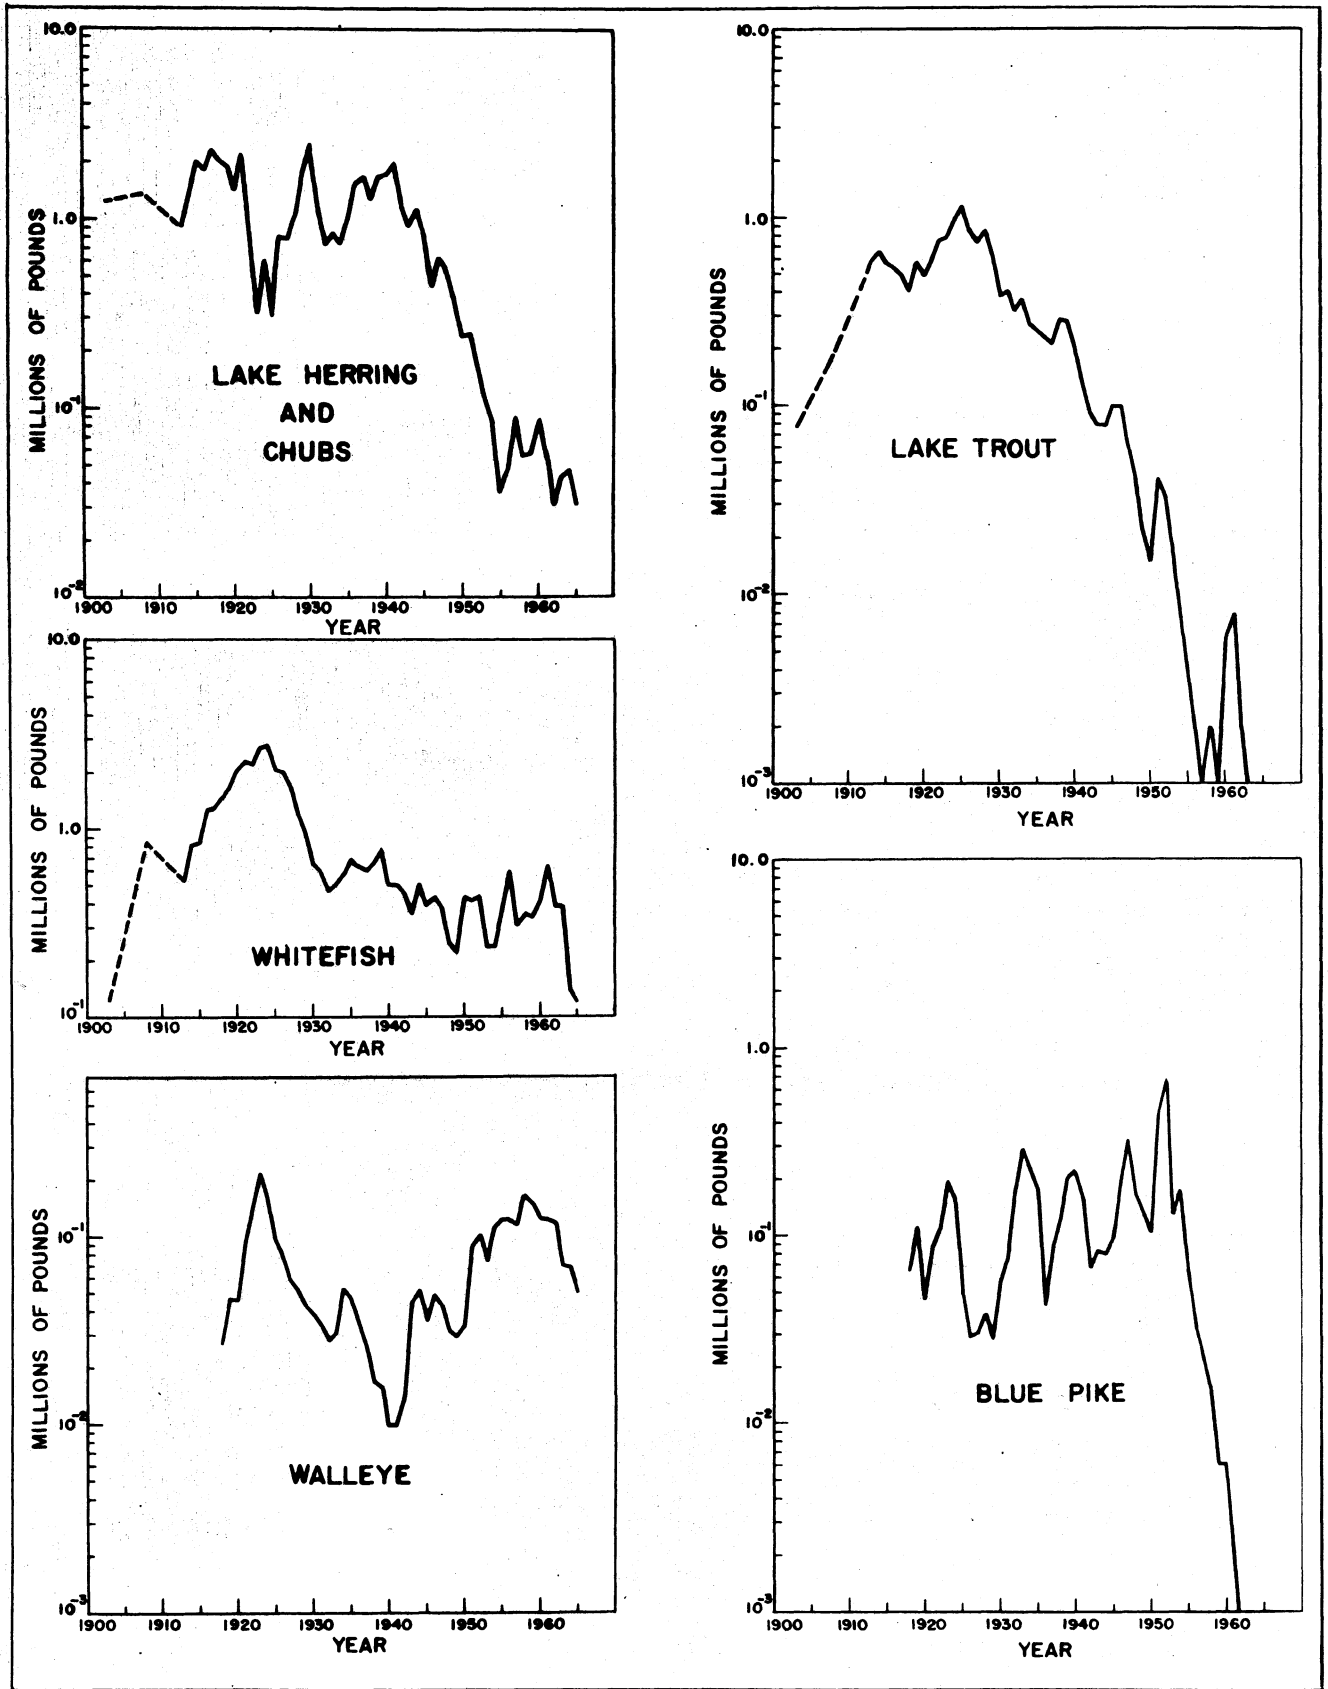 10.0
1.0
10⁻¹
10⁻²
MILLIONS OF POUNDS
LAKE HERRING
AND
CHUBS
1900 1910 1920 1930 1940 1950 1960
YEAR
10.0
1.0
10⁻¹
MILLIONS OF POUNDS
WHITEFISH
1900 1910 1920 1930 1940 1950 1960
YEAR
10⁻¹
10⁻²
10⁻³
MILLIONS OF POUNDS
WALLEYE
1900 1910 1920 1930 1940 1950 1960
YEAR
10.0
1.0
10⁻¹
10⁻²
10⁻³
MILLIONS OF POUNDS
LAKE TROUT
1900 1910 1920 1930 1940 1950 1960
YEAR
10.0
1.0
10⁻¹
10⁻²
10⁻³
MILLIONS OF POUNDS
BLUE PIKE
1900 1910 1920 1930 1940 1950 1960
YEAR